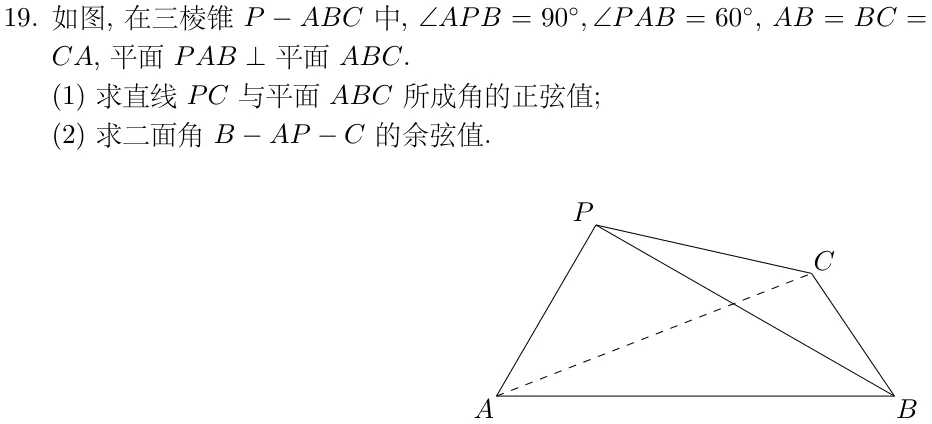 19. 如图, 在三棱锥 P − ABC 中, ∠APB = 90°, ∠PAB = 60°, AB = BC =
CA, 平面 PAB ⊥ 平面 ABC.
(1) 求直线 PC 与平面 ABC 所成角的正弦值;
(2) 求二面角 B − AP − C 的余弦值.
P
C
A
B